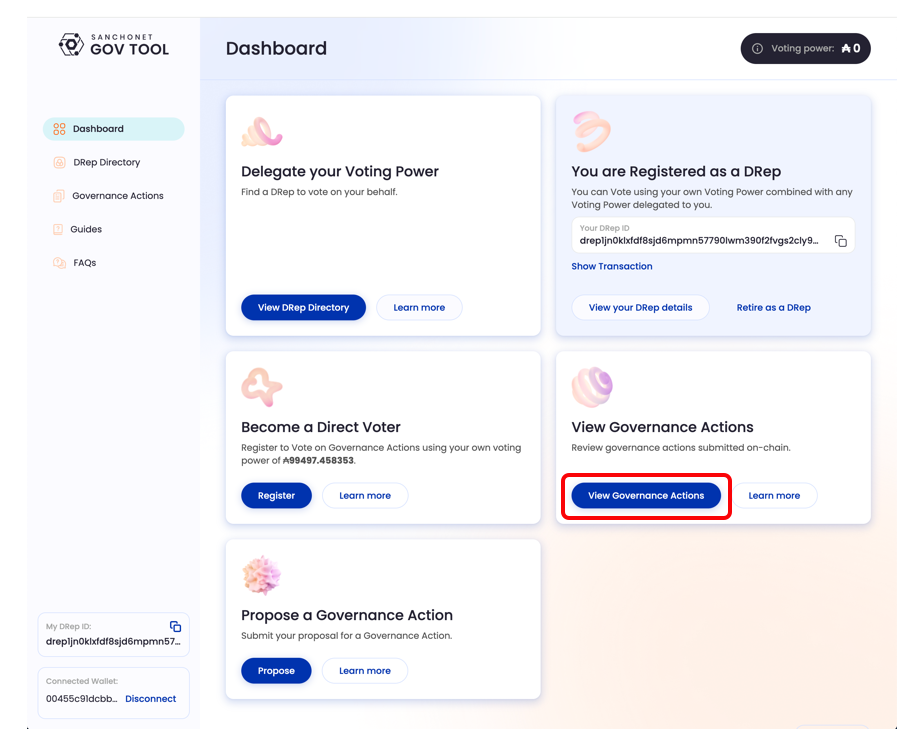 SANCHONET
GOV TOOL
Dashboard
Voting power: ₳ 0
Dashboard
DRep Directory
Governance Actions
Guides
FAQs
Delegate your Voting Power
Find a DRep to vote on your behalf.
View DRep Directory
Learn more
You are Registered as a DRep
You can Vote using your own Voting Power combined with any
Voting Power delegated to you.
Your DRep ID
drep1jn0klxfdf8sjd6mpmn57790lwm390f2fvgs2cly9...
Show Transaction
View your DRep details
Retire as a DRep
Become a Direct Voter
Register to Vote on Governance Actions using your own voting
power of ₳99497.458353.
Register
Learn more
View Governance Actions
Review governance actions submitted on-chain.
View Governance Actions
Learn more
Propose a Governance Action
Submit your proposal for a Governance Action.
Propose
Learn more
My DRep ID:
drep1jn0klxfdf8sjd6mpmn57...
Connected Wallet:
00455c91dcbb...
Disconnect